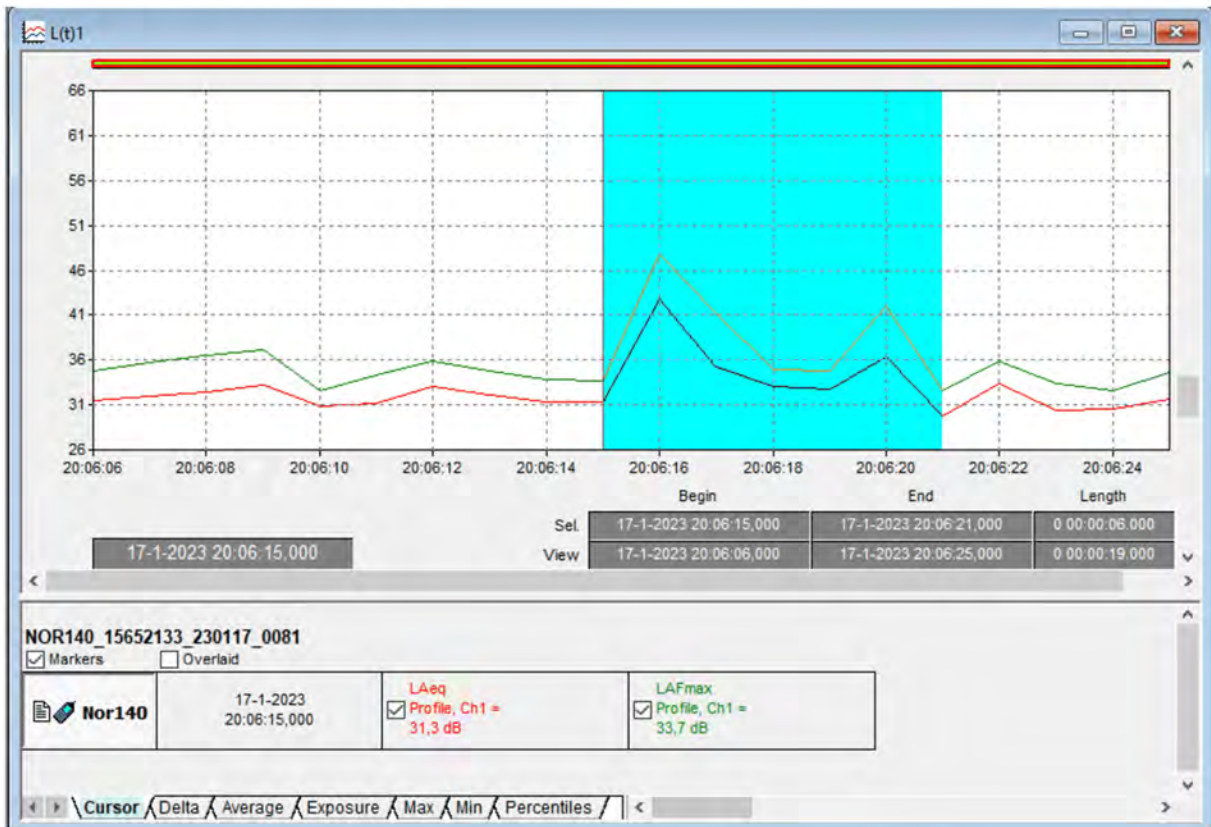 L(t)1
66
61
56
51
46
41
36
31
26
20:06:06 20:06:08 20:06:10 20:06:12 20:06:14 20:06:16 20:06:18 20:06:20 20:06:22 20:06:24
Begin End Length
Sel. 17-1-2023 20:06:15,000 17-1-2023 20:06:21,000 0 00:00:06.000
17-1-2023 20:06:15,000 View 17-1-2023 20:06:06,000 17-1-2023 20:06:25,000 0 00:00:19.000
NOR140_15652133_230117_0081
Markers Overlaid
Nor140
17-1-2023
20:06:15,000
LAeq
Profile, Ch1 =
31,3 dB
LAFmax
Profile, Ch1 =
33,7 dB
Cursor Delta Average Exposure Max Min Percentiles